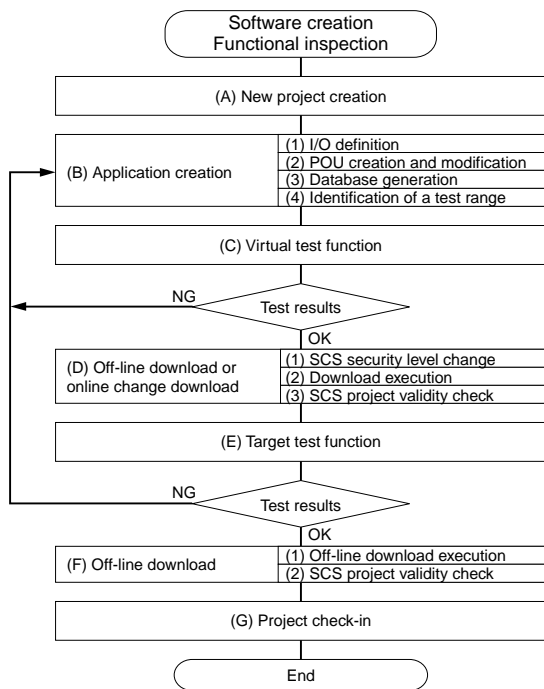 Software creation
Functional inspection
(A) New project creation
(B) Application creation
(1) I/O definition
(2) POU creation and modification
(3) Database generation
(4) Identification of a test range
(C) Virtual test function
NG
Test results
OK
(D) Off-line download or
online change download
(1) SCS security level change
(2) Download execution
(3) SCS project validity check
(E) Target test function
NG
Test results
OK
(F) Off-line download
(1) Off-line download execution
(2) SCS project validity check
(G) Project check-in
End